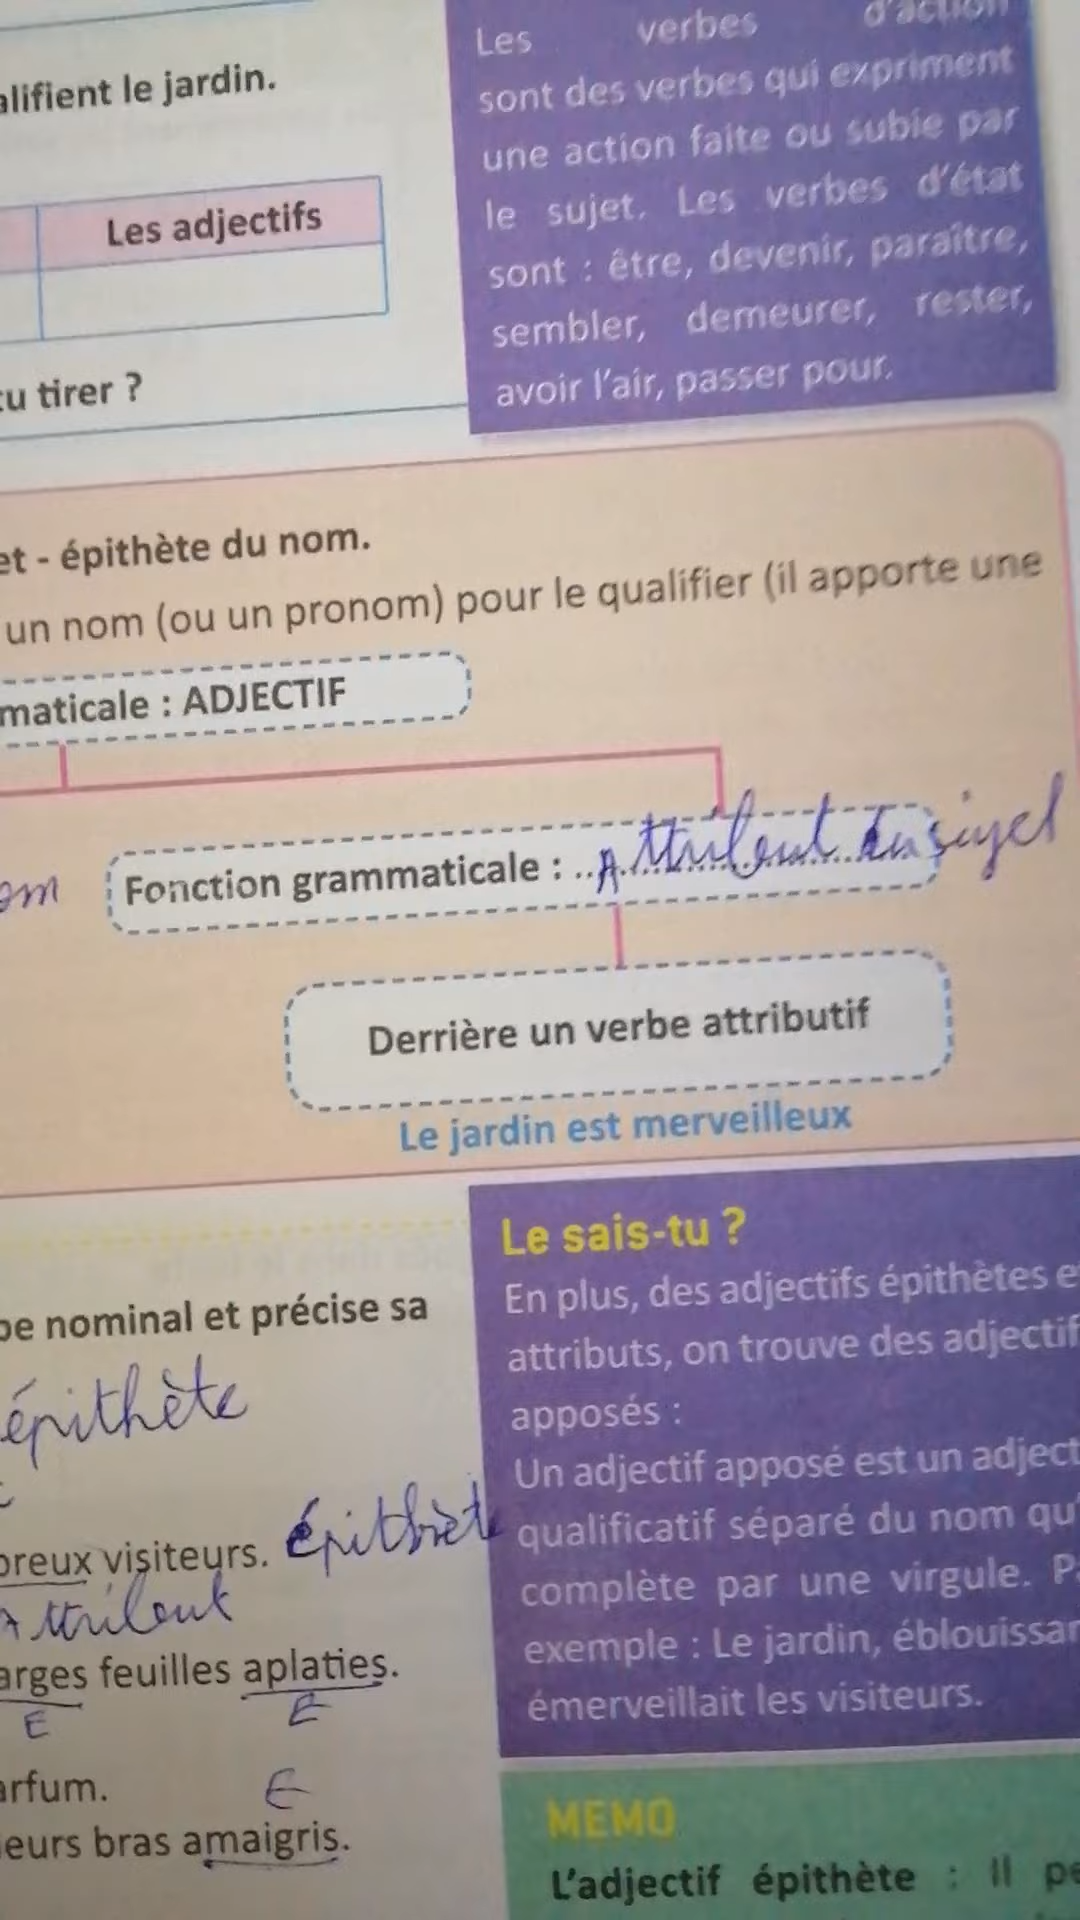 Les verbes d'action
sont des verbes qui expriment
une action faite ou subie par
le sujet. Les verbes d'état
sont : être, devenir, paraître,
sembler, demeurer, rester,
avoir l'air, passer pour.
alifient le jardin.
Les adjectifs
tu tirer ?
et - épithète du nom.
un nom (ou un pronom) pour le qualifier (il apporte une
maticale : ADJECTIF
om
Fonction grammaticale : Attribut du sujet
Derrière un verbe attributif
Le jardin est merveilleux
pe nominal et précise sa
épithète
breux visiteurs. Épithète
Attribut
arges feuilles aplaties.
E E
arfum. E
leurs bras amaigris.
Le sais-tu ?
En plus, des adjectifs épithètes e
attributs, on trouve des adjectif
apposés :
Un adjectif apposé est un adject
qualificatif séparé du nom qu'
complète par une virgule. Pa
exemple : Le jardin, éblouissan
émerveillait les visiteurs.
MEMO
L'adjectif épithète : Il pe